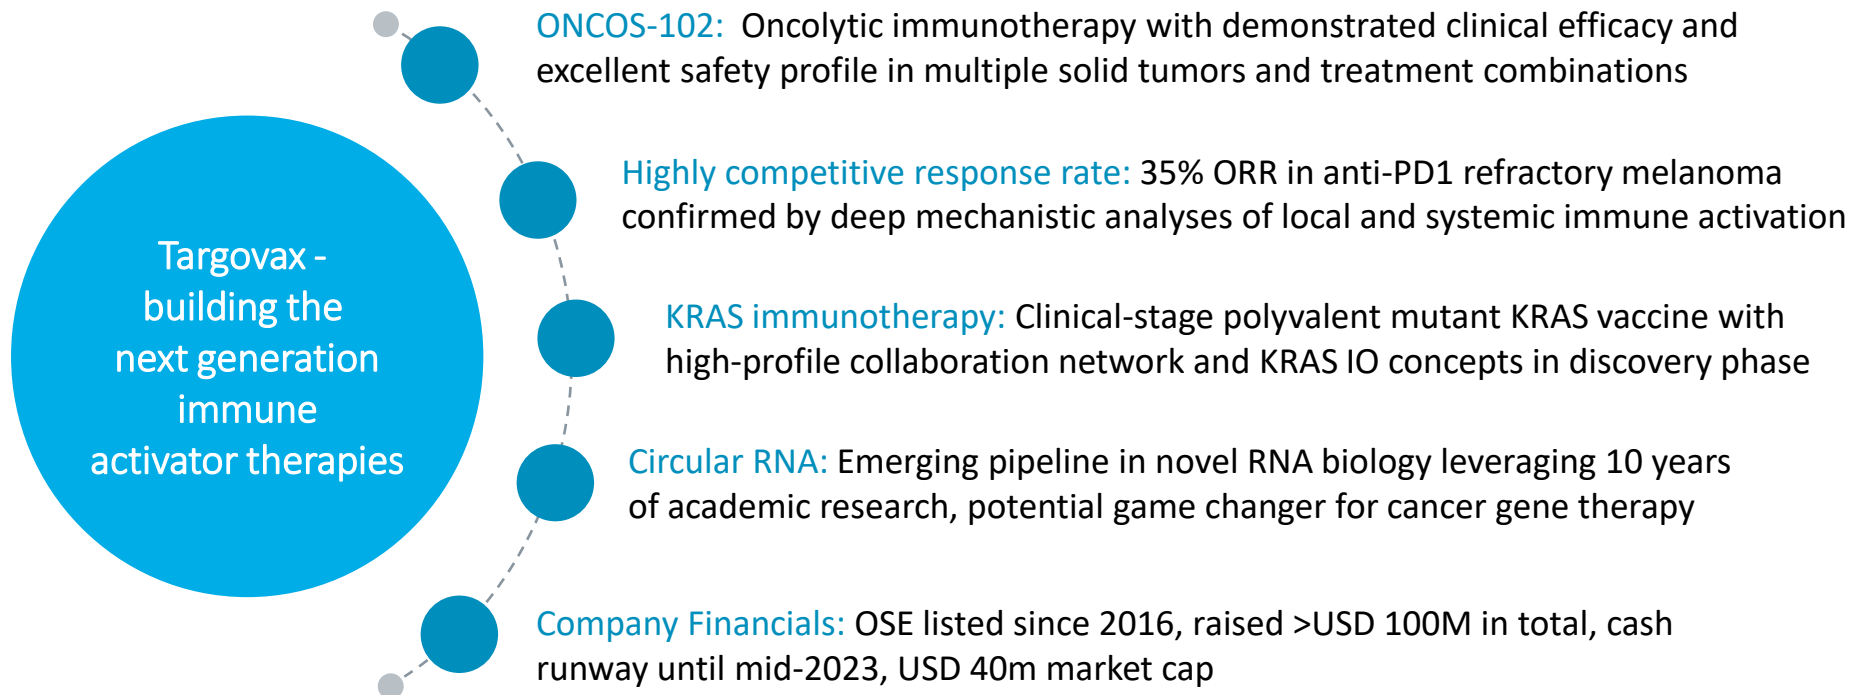 Targovax -
building the
next generation
immune
activator therapies
ONCOS-102: Oncolytic immunotherapy with demonstrated clinical efficacy and
excellent safety profile in multiple solid tumors and treatment combinations
Highly competitive response rate: 35% ORR in anti-PD1 refractory melanoma
confirmed by deep mechanistic analyses of local and systemic immune activation
KRAS immunotherapy: Clinical-stage polyvalent mutant KRAS vaccine with
high-profile collaboration network and KRAS IO concepts in discovery phase
Circular RNA: Emerging pipeline in novel RNA biology leveraging 10 years
of academic research, potential game changer for cancer gene therapy
Company Financials: OSE listed since 2016, raised >USD 100M in total, cash
runway until mid-2023, USD 40m market cap